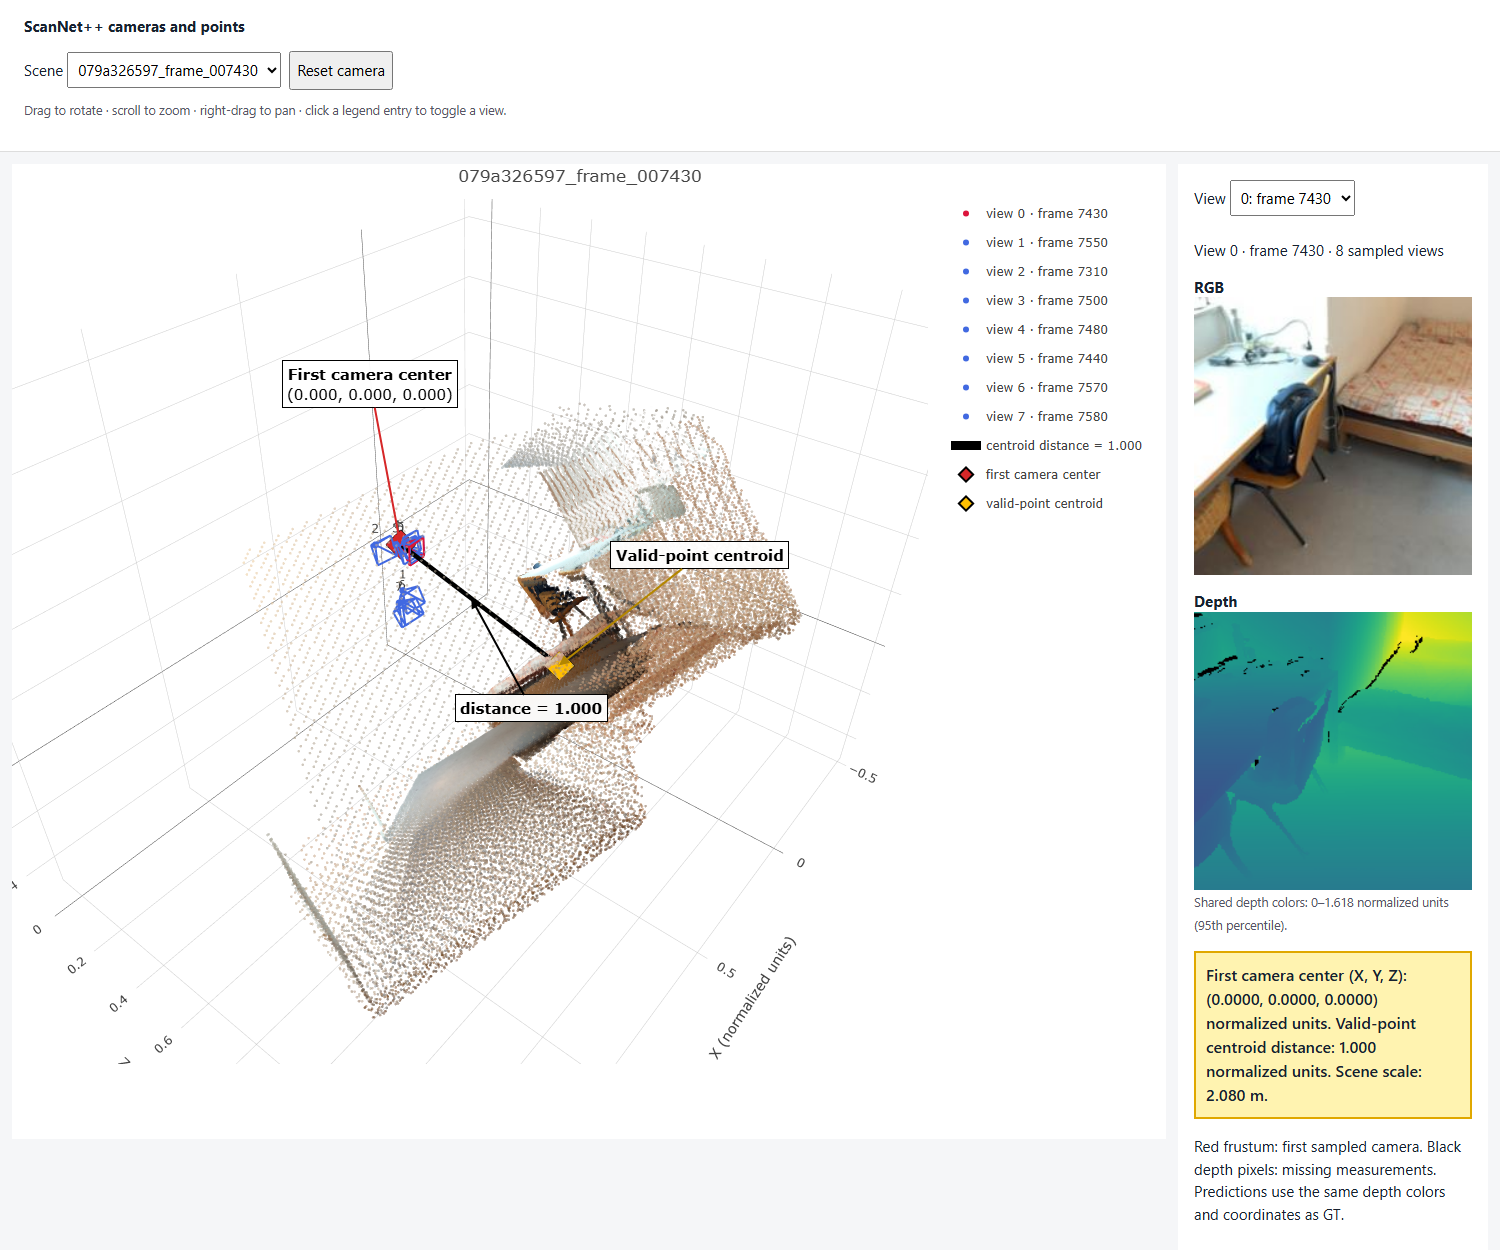 ScanNet++ cameras and points
Scene 079a326597_frame_007430 Reset camera
Drag to rotate · scroll to zoom · right-drag to pan · click a legend entry to toggle a view.
079a326597_frame_007430
First camera center
(0.000, 0.000, 0.000)
Valid-point centroid
distance = 1.000
2
1
−0.5
0
0.5
X (normalized units)
0
0.2
0.4
0.6
view 0 · frame 7430
view 1 · frame 7550
view 2 · frame 7310
view 3 · frame 7500
view 4 · frame 7480
view 5 · frame 7440
view 6 · frame 7570
view 7 · frame 7580
centroid distance = 1.000
first camera center
valid-point centroid
View 0: frame 7430
View 0 · frame 7430 · 8 sampled views
RGB
Depth
Shared depth colors: 0–1.618 normalized units
(95th percentile).
First camera center (X, Y, Z):
(0.0000, 0.0000, 0.0000)
normalized units. Valid-point
centroid distance: 1.000
normalized units. Scene scale:
2.080 m.
Red frustum: first sampled camera. Black
depth pixels: missing measurements.
Predictions use the same depth colors
and coordinates as GT.